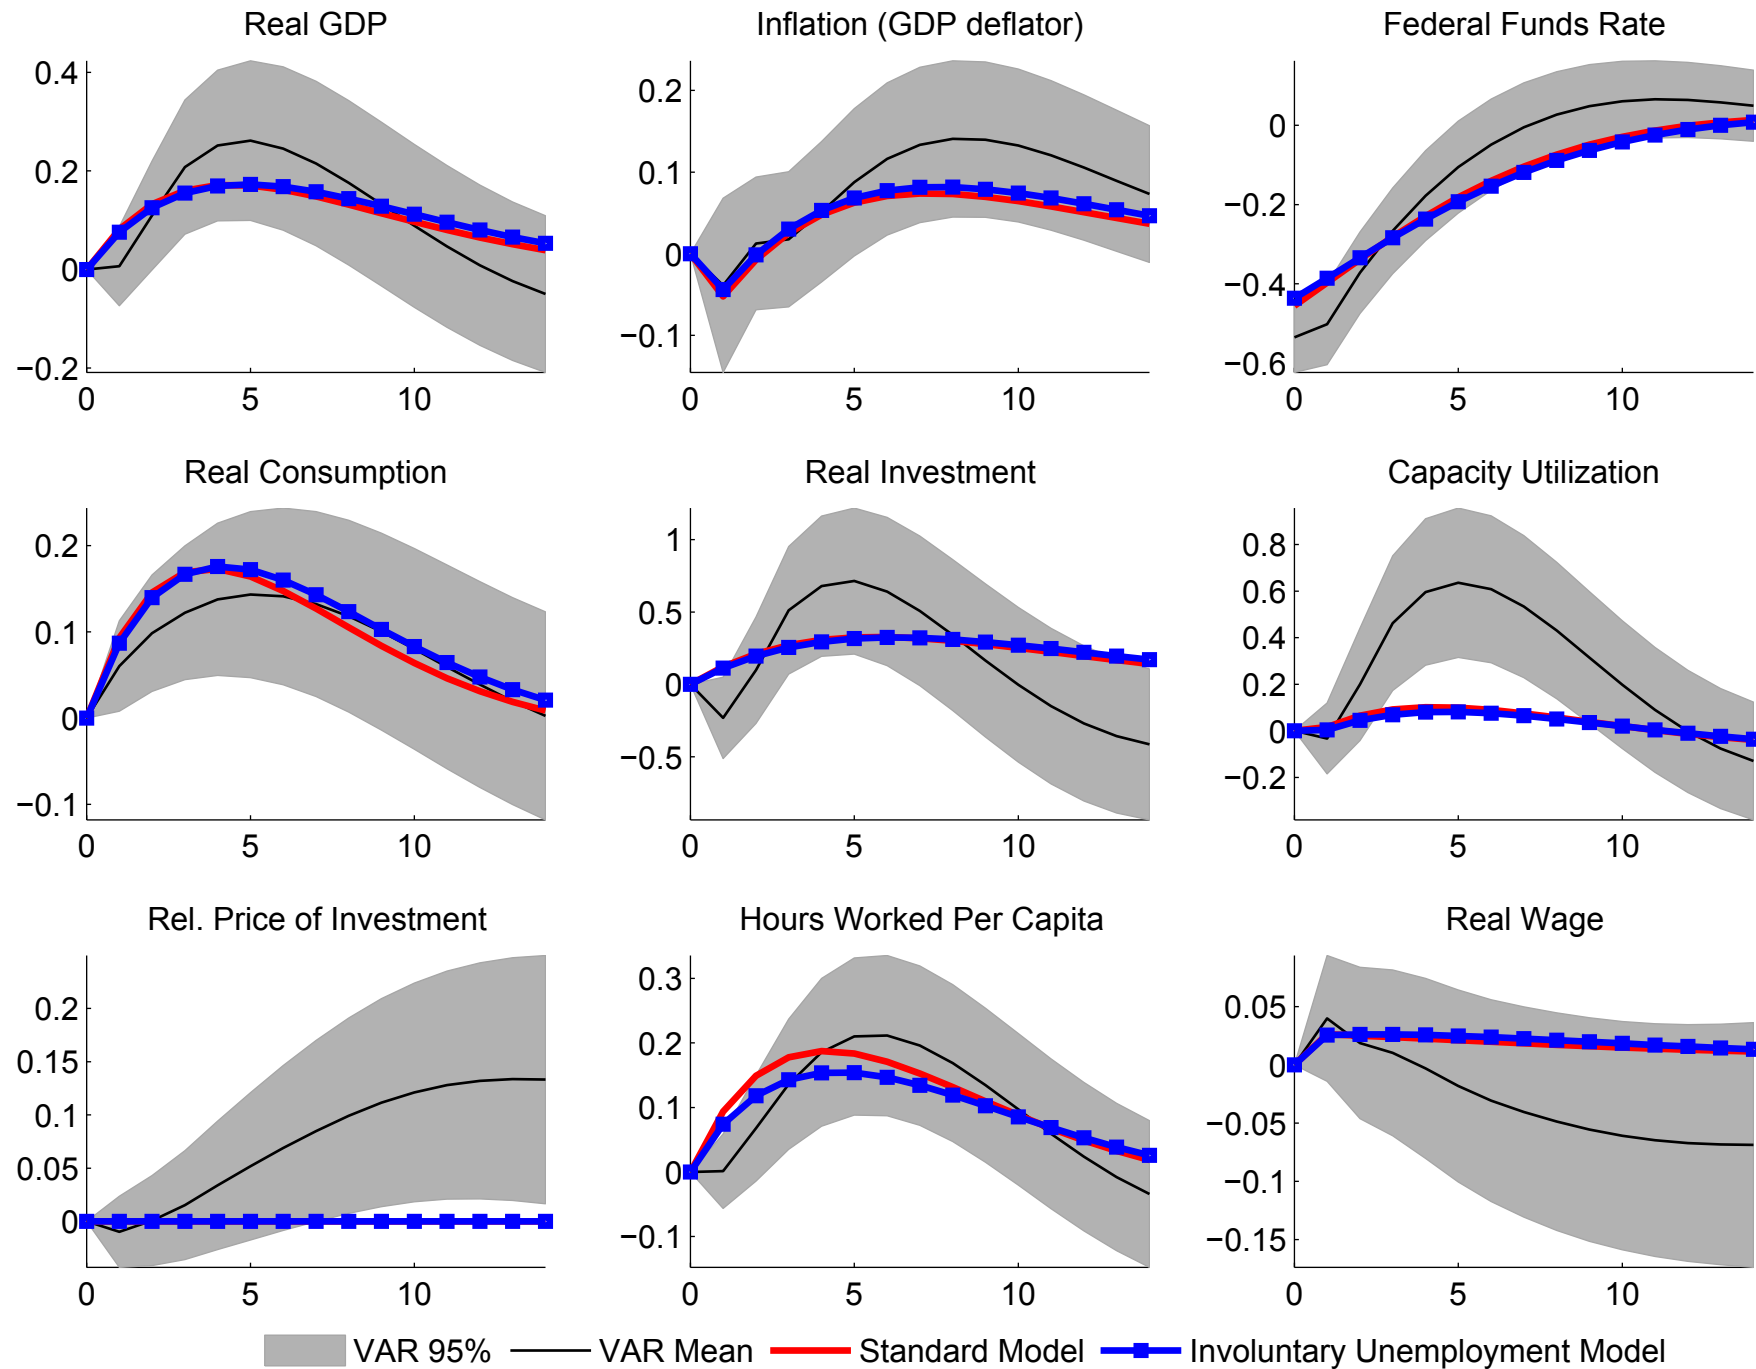 Real GDP
Inflation (GDP deflator)
Federal Funds Rate
0.4
0.2
0
−0.2
0 5 10
0.2
0.1
0
−0.1
0 5 10
0
−0.2
−0.4
−0.6
0 5 10
Real Consumption
Real Investment
Capacity Utilization
0.2
0.1
0
−0.1
0 5 10
1
0.5
0
−0.5
0 5 10
0.8
0.6
0.4
0.2
0
−0.2
0 5 10
Rel. Price of Investment
Hours Worked Per Capita
Real Wage
0.2
0.15
0.1
0.05
0
0 5 10
0.3
0.2
0.1
0
−0.1
0 5 10
0.05
0
−0.05
−0.1
−0.15
0 5 10
VAR 95% VAR Mean Standard Model Involuntary Unemployment Model